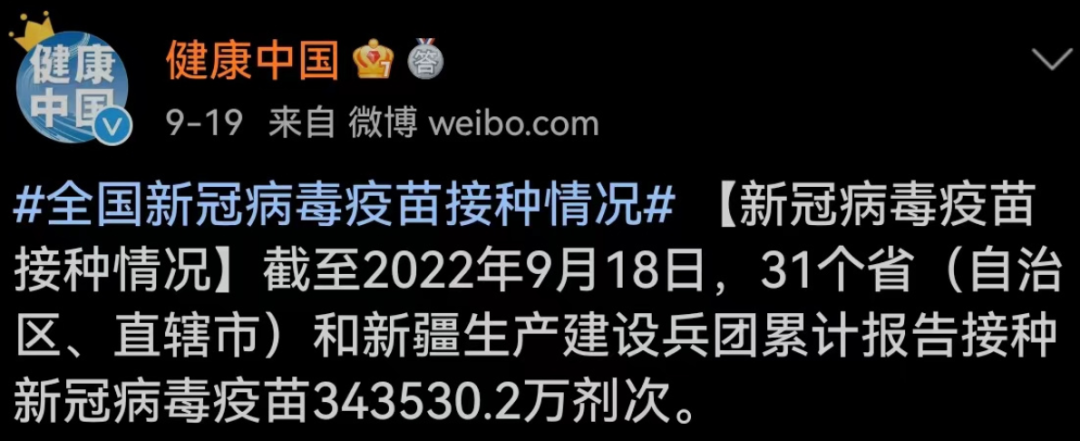 健康中国
健康中国
答
9-19 来自 微博 weibo.com
#全国新冠病毒疫苗接种情况# 【新冠病毒疫苗
接种情况】截至2022年9月18日，31个省（自治
区、直辖市）和新疆生产建设兵团累计报告接种
新冠病毒疫苗343530.2万剂次。